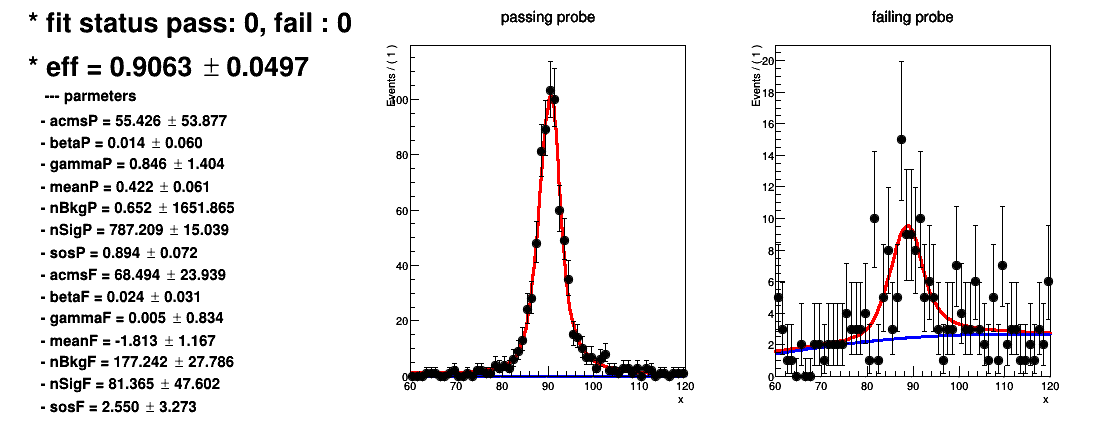 * fit status pass: 0, fail : 0
* eff = 0.9063 ± 0.0497
--- parmeters
- acmsP = 55.426 ± 53.877
- betaP = 0.014 ± 0.060
- gammaP = 0.846 ± 1.404
- meanP = 0.422 ± 0.061
- nBkgP = 0.652 ± 1651.865
- nSigP = 787.209 ± 15.039
- sosP = 0.894 ± 0.072
- acmsF = 68.494 ± 23.939
- betaF = 0.024 ± 0.031
- gammaF = 0.005 ± 0.834
- meanF = -1.813 ± 1.167
- nBkgF = 177.242 ± 27.786
- nSigF = 81.365 ± 47.602
- sosF = 2.550 ± 3.273
passing probe
Events / ( 1 )
100
80
60
40
20
0
60 70 80 90 100 110 120
x
failing probe
Events / ( 1 )
20
18
16
14
12
10
8
6
4
2
0
60 70 80 90 100 110 120
x